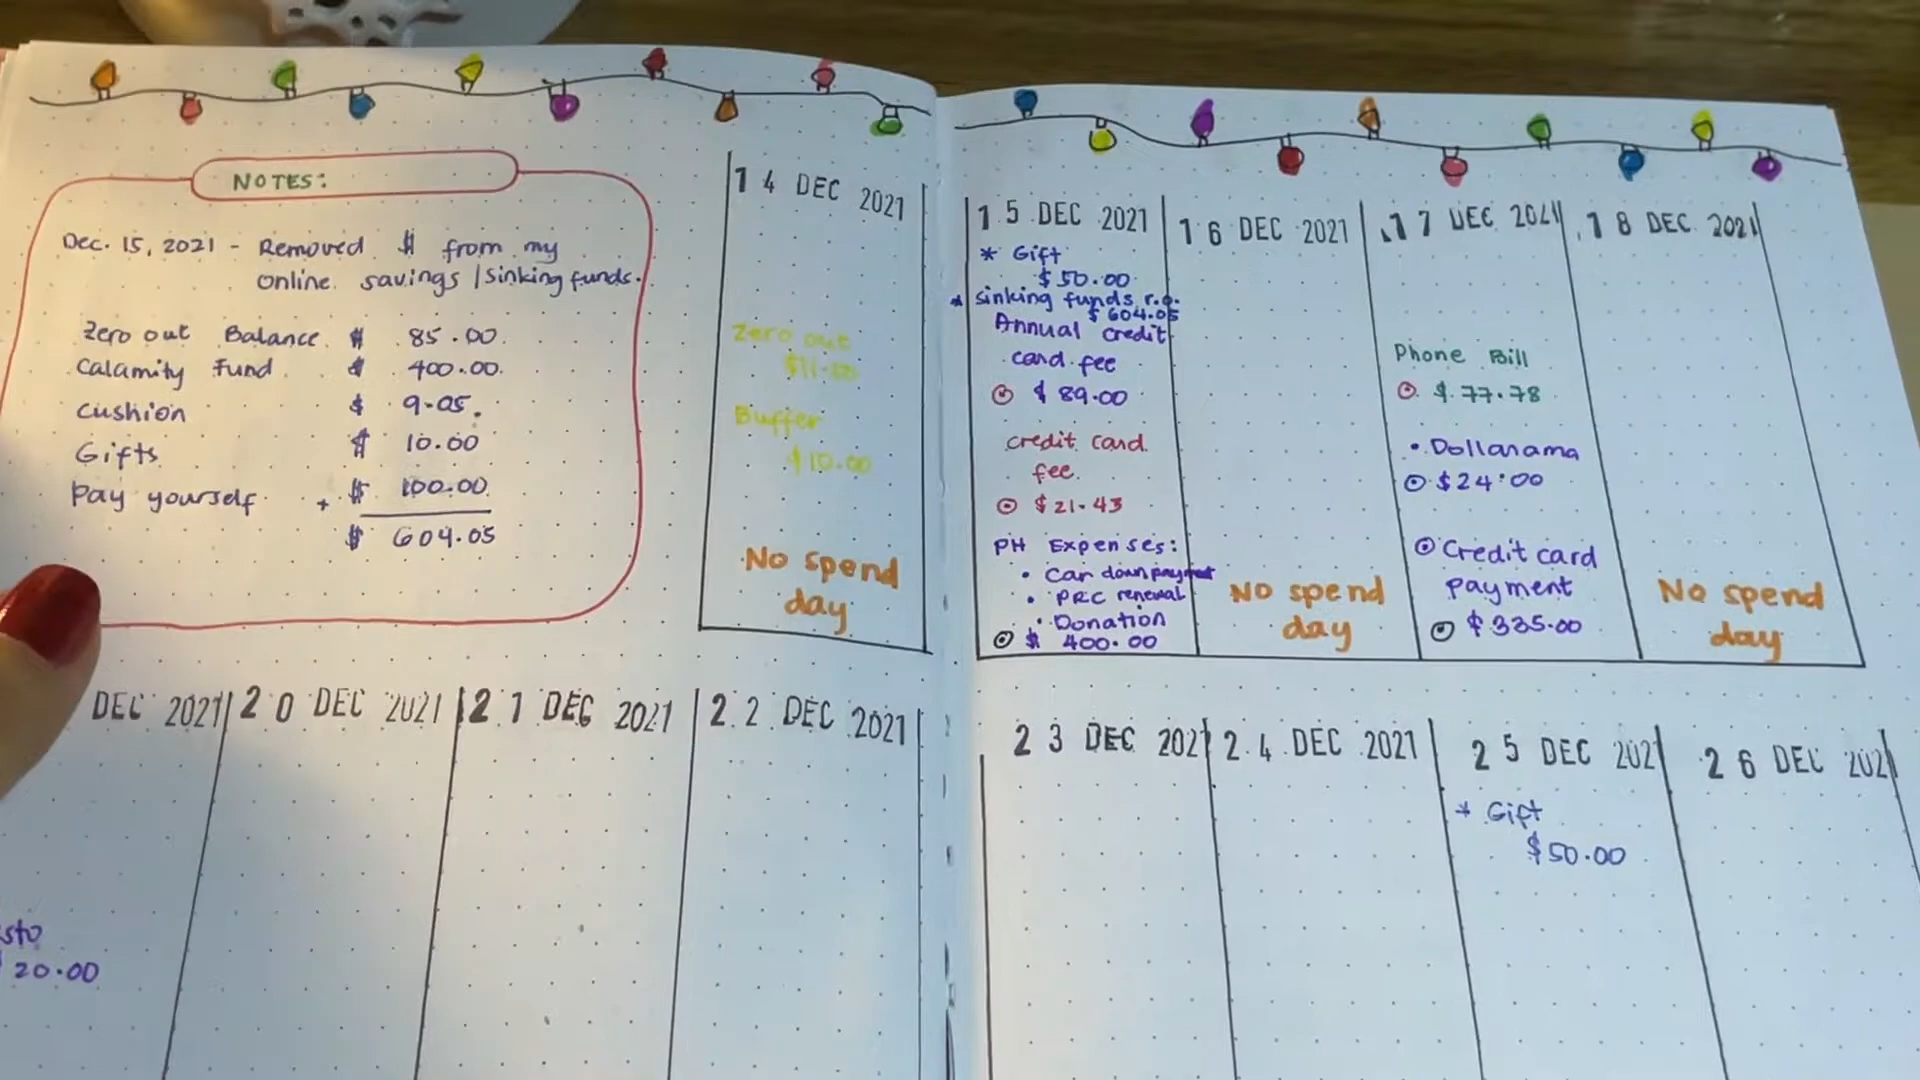 NOTES:
Dec. 15, 2021 - Removed $ from my
online savings / sinking funds.
Zero out Balance $ 85.00
Calamity Fund $ 400.00
Cushion $ 9.05
Gifts $ 10.00
Pay yourself + $ 100.00
$ 604.05
14 DEC 2021
Zero out
Buffer
$10.00
No spend
day
15 DEC 2021
* Gift
$50.00
* Sinking funds r.o.
$604.05
Annual credit
card fee
$89.00
credit card
fee
$21.43
PH Expenses:
• Car downpayment
• PRC renewal
• Donation
$ 400.00
16 DEC 2021
No spend
day
17 DEC 2021
Phone Bill
$77.78
• Dollarama
$24.00
Credit card
payment
$335.00
18 DEC 2021
No spend
day
DEC 2021
sto
20.00
20 DEC 2021
21 DEC 2021
22 DEC 2021
23 DEC 2021
24 DEC 2021
25 DEC 2021
* Gift
$50.00
26 DEC 2021